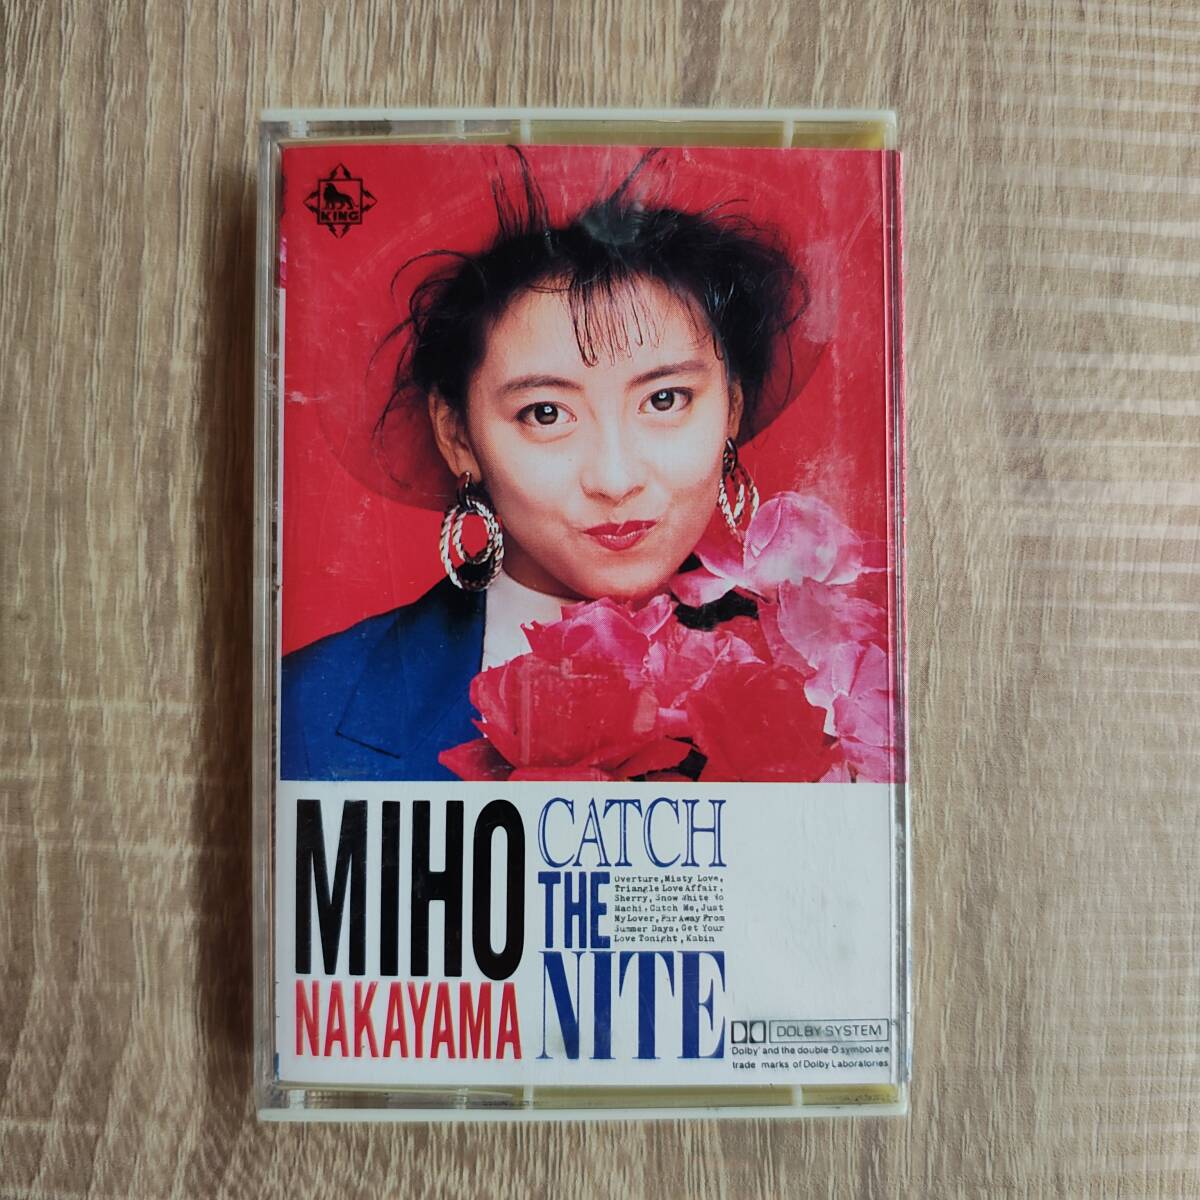 KING
MIHO
NAKAYAMA
CATCH
THE
NITE
Overture, Misty Love,
Triangle Love Affair,
Sherry, Snow White No
Machi, Catch Me, Just
My Lover, Far Away From
Summer Days, Get Your
Love Tonight, Kabin
DOLBY SYSTEM
Dolby and the double-D symbol are
trade marks of Dolby Laboratories